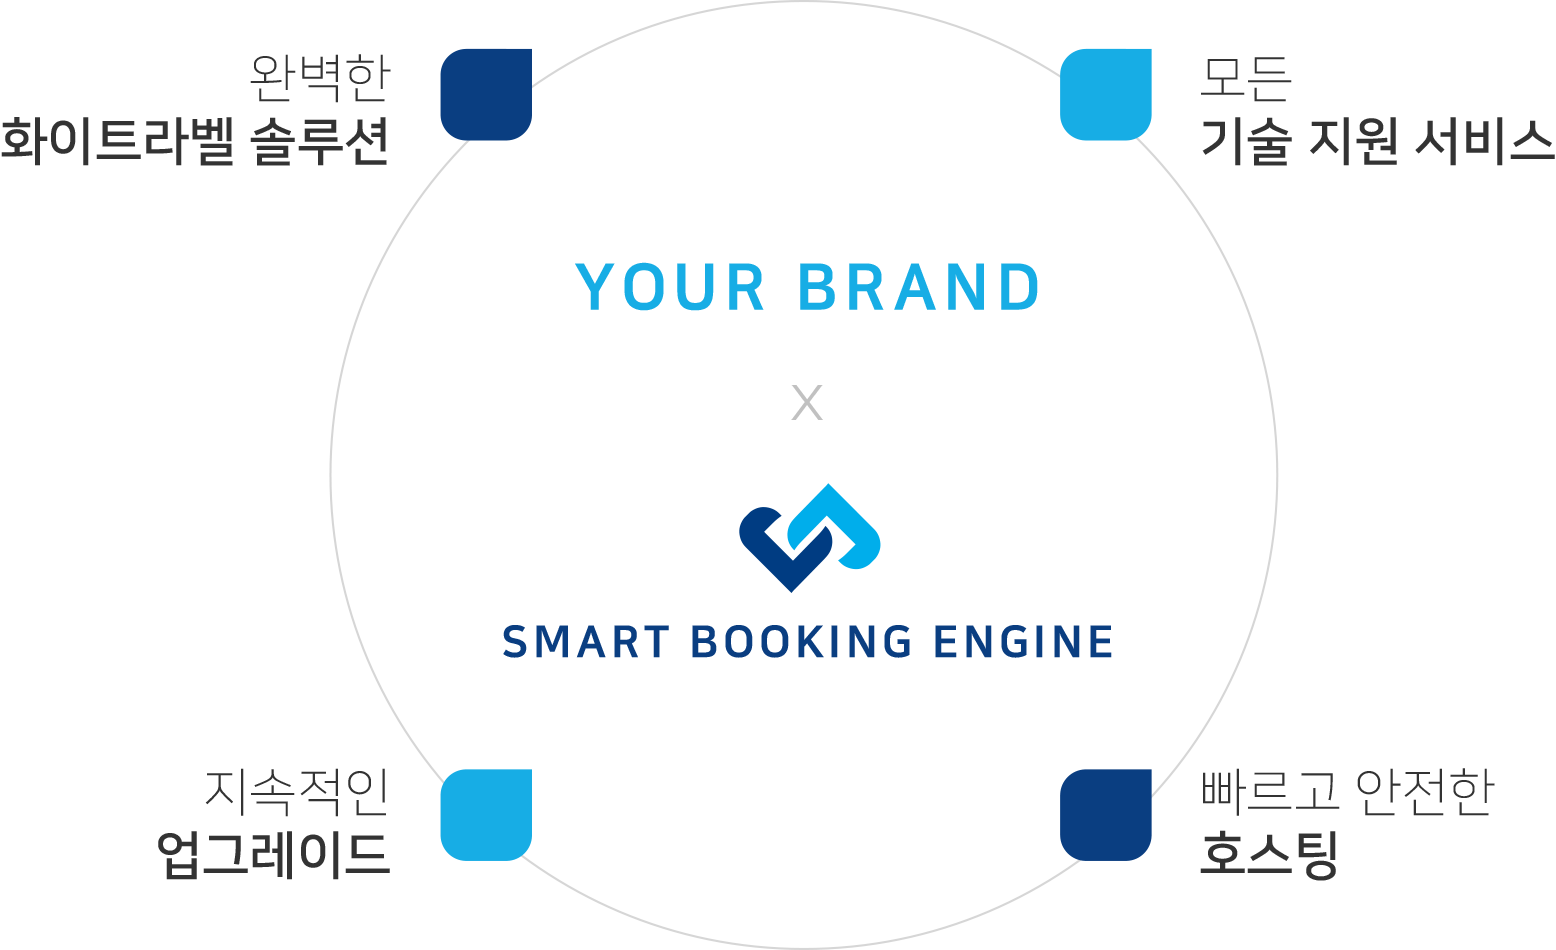 완벽한
화이트라벨 솔루션
모든
기술 지원 서비스
YOUR BRAND
X
SMART BOOKING ENGINE
지속적인
업그레이드
빠르고 안전한
호스팅